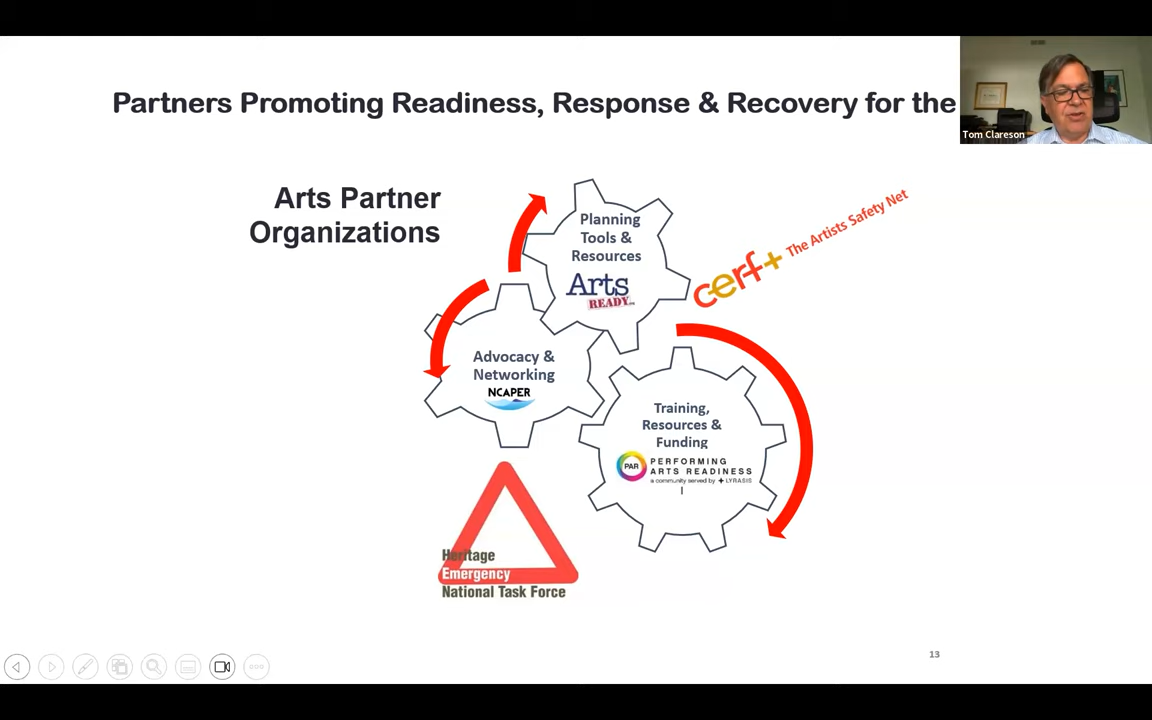 Partners Promoting Readiness, Response & Recovery for the
Tom Clareson
Arts Partner
Organizations
Planning
Tools &
Resources
Arts
READY
cerf+ The Artists Safety Net
Advocacy &
Networking
NCAPER
Training,
Resources &
Funding
PAR
PERFORMING
ARTS READINESS
a community served by LYRASIS
Heritage
Emergency
National Task Force
13